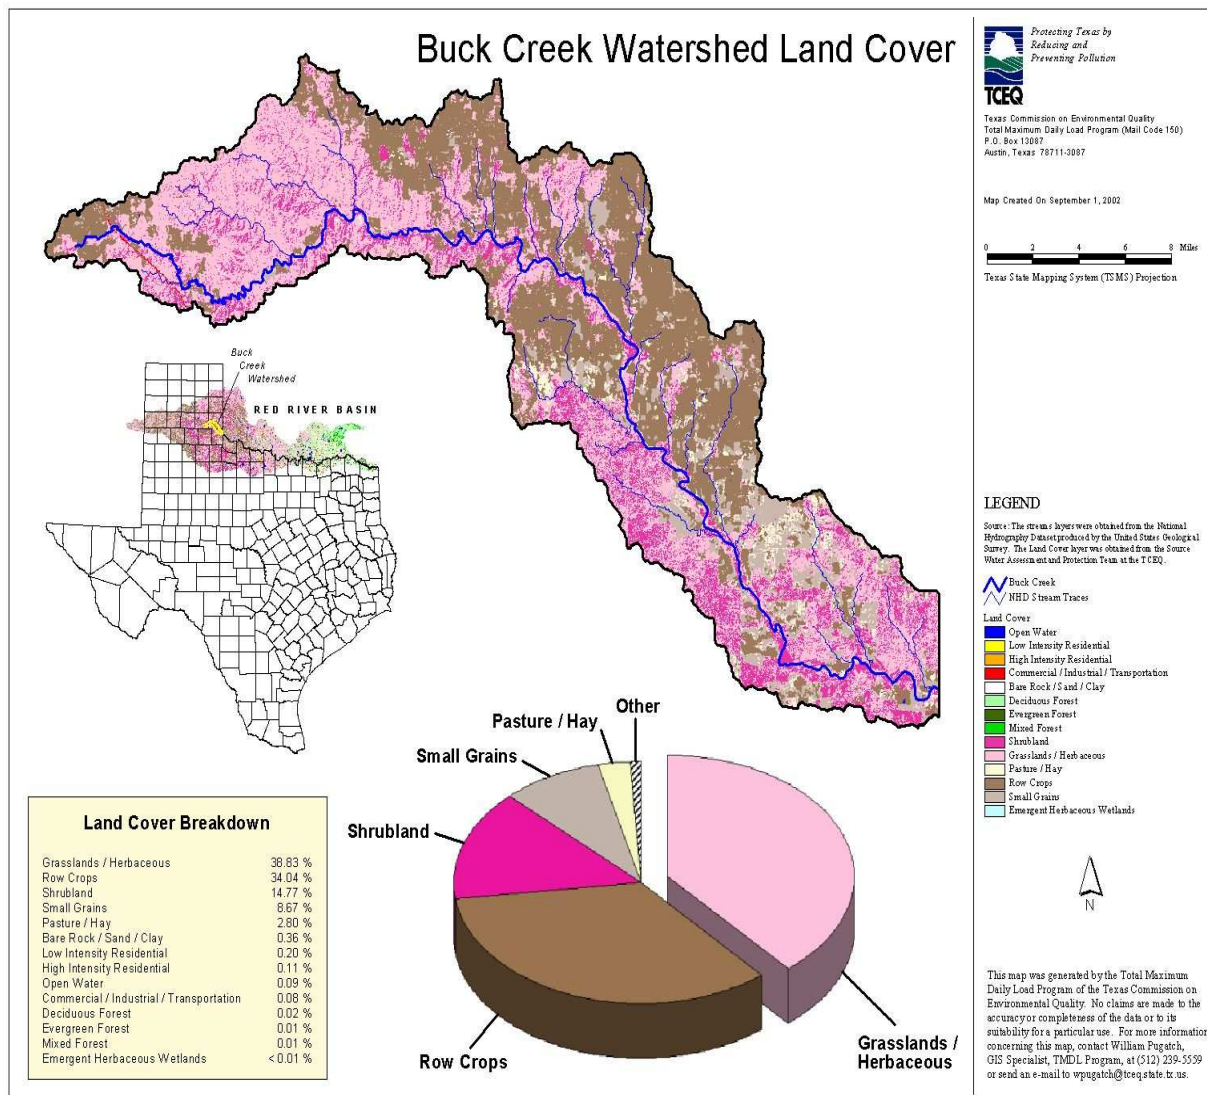 Buck Creek Watershed Land Cover
Protecting Texas by
Reducing and
Preventing Pollution
TCEQ
Texas Commission on Environmental Quality
Total Maximum Daily Load Program (Mail Code 150)
P.O. Box 13087
Austin, Texas 78711-3087
Map Created On September 1, 2002
0 2 4 6 8 Miles
Texas State Mapping System (TSMS) Projection
Buck
Creek
Watershed
RED RIVER BASIN
LEGEND
Source: The streams layers were obtained from the National
Hydrography Dataset produced by the United States Geological
Survey. The Land Cover layer was obtained from the Source
Water Assessment and Protection Team at the TCEQ.
Buck Creek
NHD Stream Traces
Land Cover
Open Water
Low Intensity Residential
High Intensity Residential
Commercial / Industrial / Transportation
Bare Rock / Sand / Clay
Deciduous Forest
Evergreen Forest
Mixed Forest
Shrubland
Grasslands / Herbaceous
Pasture / Hay
Row Crops
Small Grains
Emergent Herbaceous Wetlands
N
Other
Pasture / Hay
Small Grains
Shrubland
Row Crops
Grasslands /
Herbaceous
Land Cover Breakdown
Grasslands / Herbaceous 38.83 %
Row Crops 34.04 %
Shrubland 14.77 %
Small Grains 8.67 %
Pasture / Hay 2.80 %
Bare Rock / Sand / Clay 0.36 %
Low Intensity Residential 0.20 %
High Intensity Residential 0.11 %
Open Water 0.09 %
Commercial / Industrial / Transportation 0.08 %
Deciduous Forest 0.02 %
Evergreen Forest 0.01 %
Mixed Forest 0.01 %
Emergent Herbaceous Wetlands < 0.01 %
This map was generated by the Total Maximum
Daily Load Program of the Texas Commission on
Environmental Quality. No claims are made to the
accuracy or completeness of the data or to its
suitability for a particular use. For more information
concerning this map, contact William Pugatch,
GIS Specialist, TMDL Program, at (512) 239-5559
or send an e-mail to wpugatch@tceq.state.tx.us.